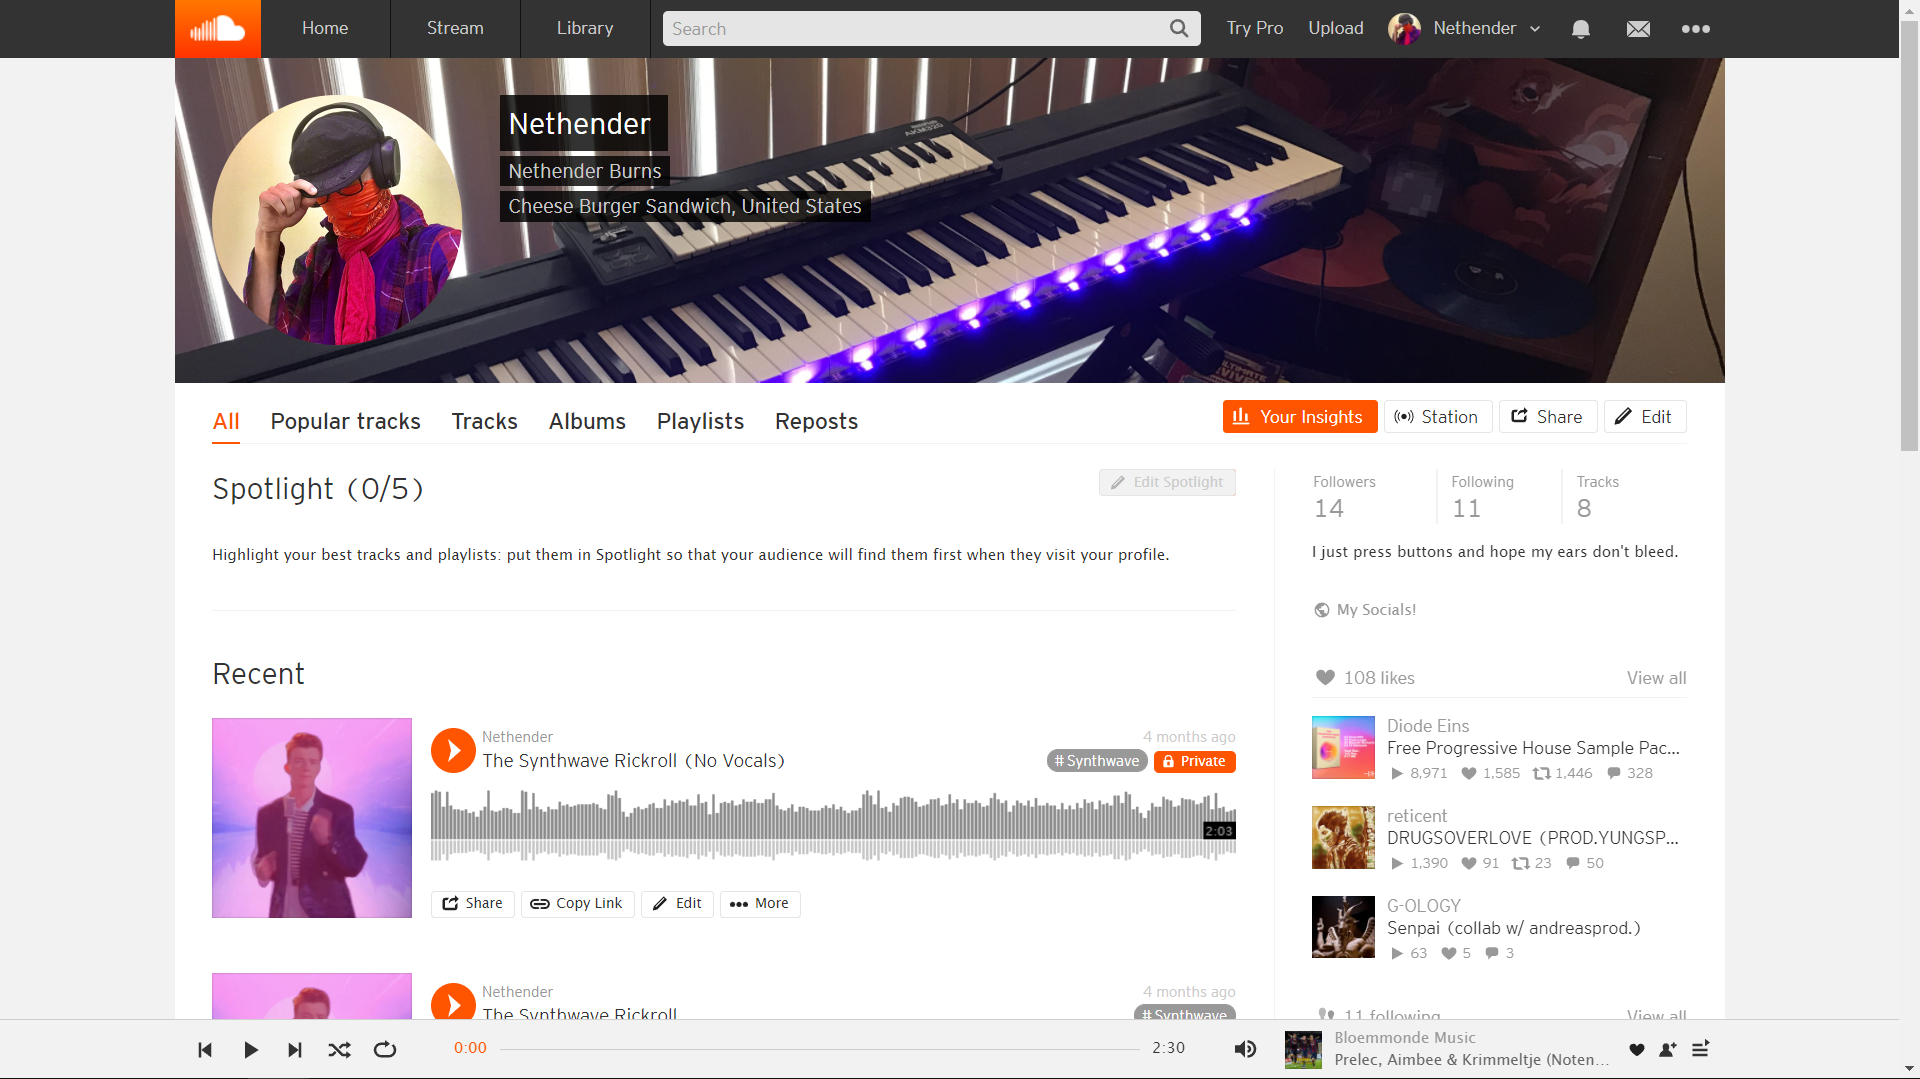 Home
Stream
Library
Search
Try Pro
Upload
Nethender
Nethender
Nethender Burns
Cheese Burger Sandwich, United States
AKM320
All
Popular tracks
Tracks
Albums
Playlists
Reposts
Your Insights
Station
Share
Edit
Spotlight (0/5)
Edit Spotlight
Highlight your best tracks and playlists: put them in Spotlight so that your audience will find them first when they visit your profile.
Followers
14
Following
11
Tracks
8
I just press buttons and hope my ears don't bleed.
My Socials!
108 likes
View all
Diode Eins
Free Progressive House Sample Pac...
8,971 1,585 1,446 328
reticent
DRUGSOVERLOVE (PROD.YUNGSP...
1,390 91 23 50
G-OLOGY
Senpai (collab w/ andreasprod.)
63 5 3
11 following
View all
Recent
Nethender
4 months ago
The Synthwave Rickroll (No Vocals)
# Synthwave
Private
2:03
Share
Copy Link
Edit
More
Nethender
4 months ago
The Synthwave Rickroll
# Synthwave
0:00
2:30
Bloemmonde Music
Prelec, Aimbee & Krimmeltje (Noten...